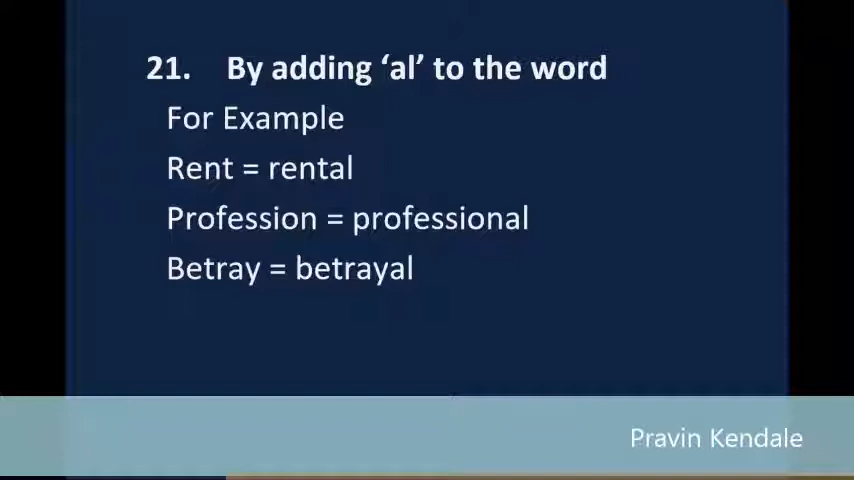 21. By adding ‘al’ to the word
For Example
Rent = rental
Profession = professional
Betray = betrayal
Pravin Kendale